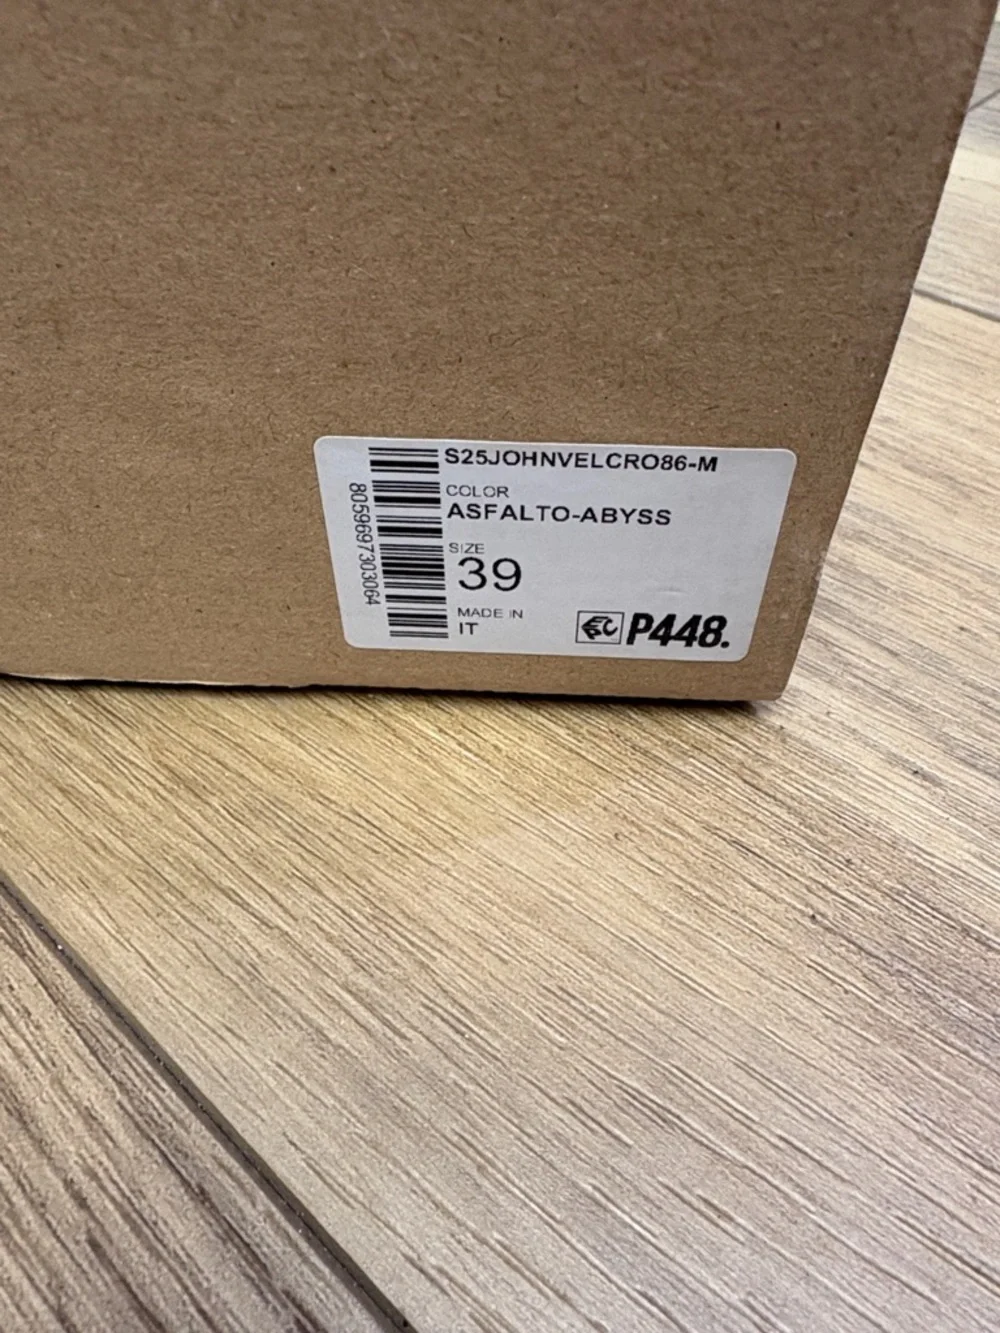 S25JOHNVELCRO86-M
COLOR
ASFALTO-ABYSS
SIZE
39
MADE IN
IT
P448.
8059697303064